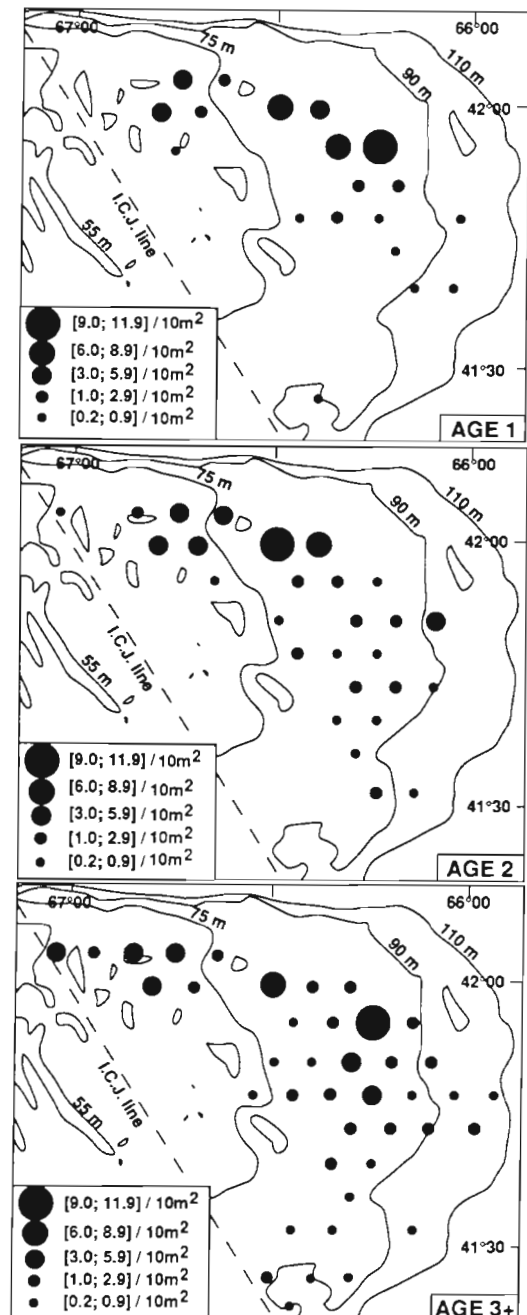 67°00
75 m
66°00
110 m
90 m
42°00
I.C.J. line
55 m
[9.0; 11.9] / 10m²
[6.0; 8.9] / 10m²
[3.0; 5.9] / 10m²
[1.0; 2.9] / 10m²
[0.2; 0.9] / 10m²
41°30
AGE 1
67°00
75 m
66°00
110 m
90 m
42°00
I.C.J. line
55 m
[9.0; 11.9] / 10m²
[6.0; 8.9] / 10m²
[3.0; 5.9] / 10m²
[1.0; 2.9] / 10m²
[0.2; 0.9] / 10m²
41°30
AGE 2
67°00
75 m
66°00
110 m
90 m
42°00
I.C.J. line
55 m
[9.0; 11.9] / 10m²
[6.0; 8.9] / 10m²
[3.0; 5.9] / 10m²
[1.0; 2.9] / 10m²
[0.2; 0.9] / 10m²
41°30
AGE 3+